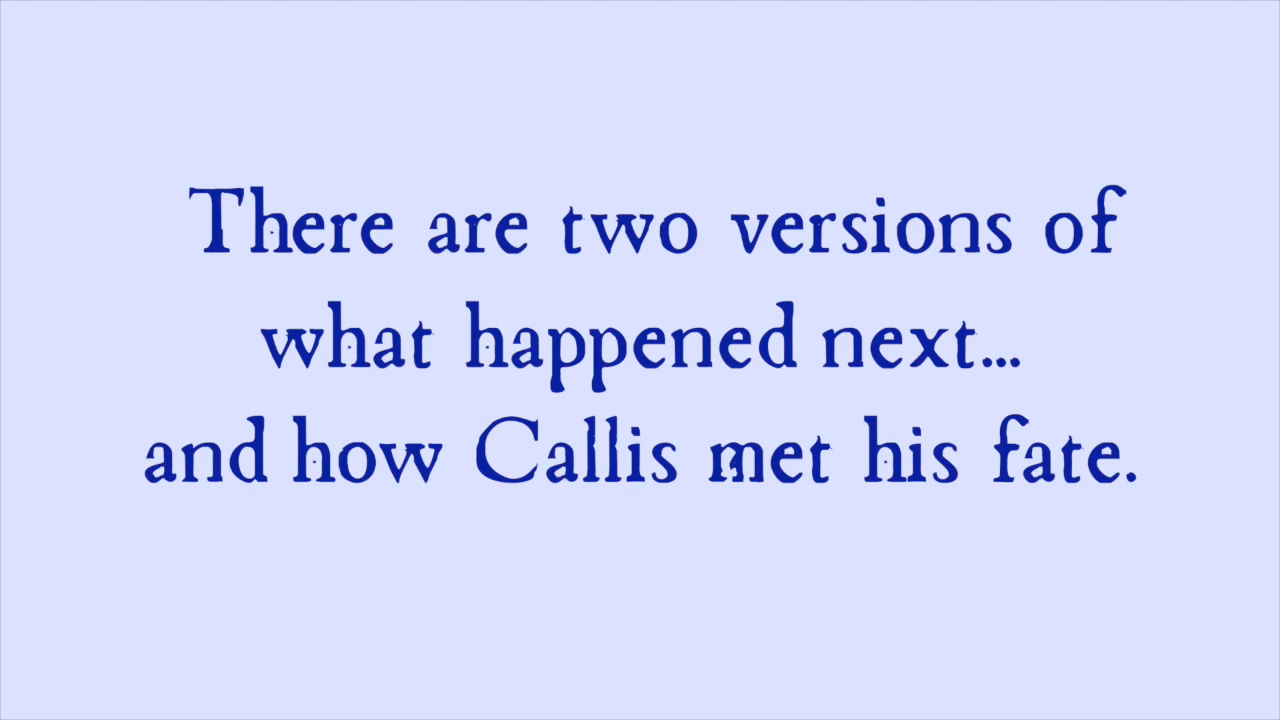 There are two versions of
what happened next...
and how Callis met his fate.